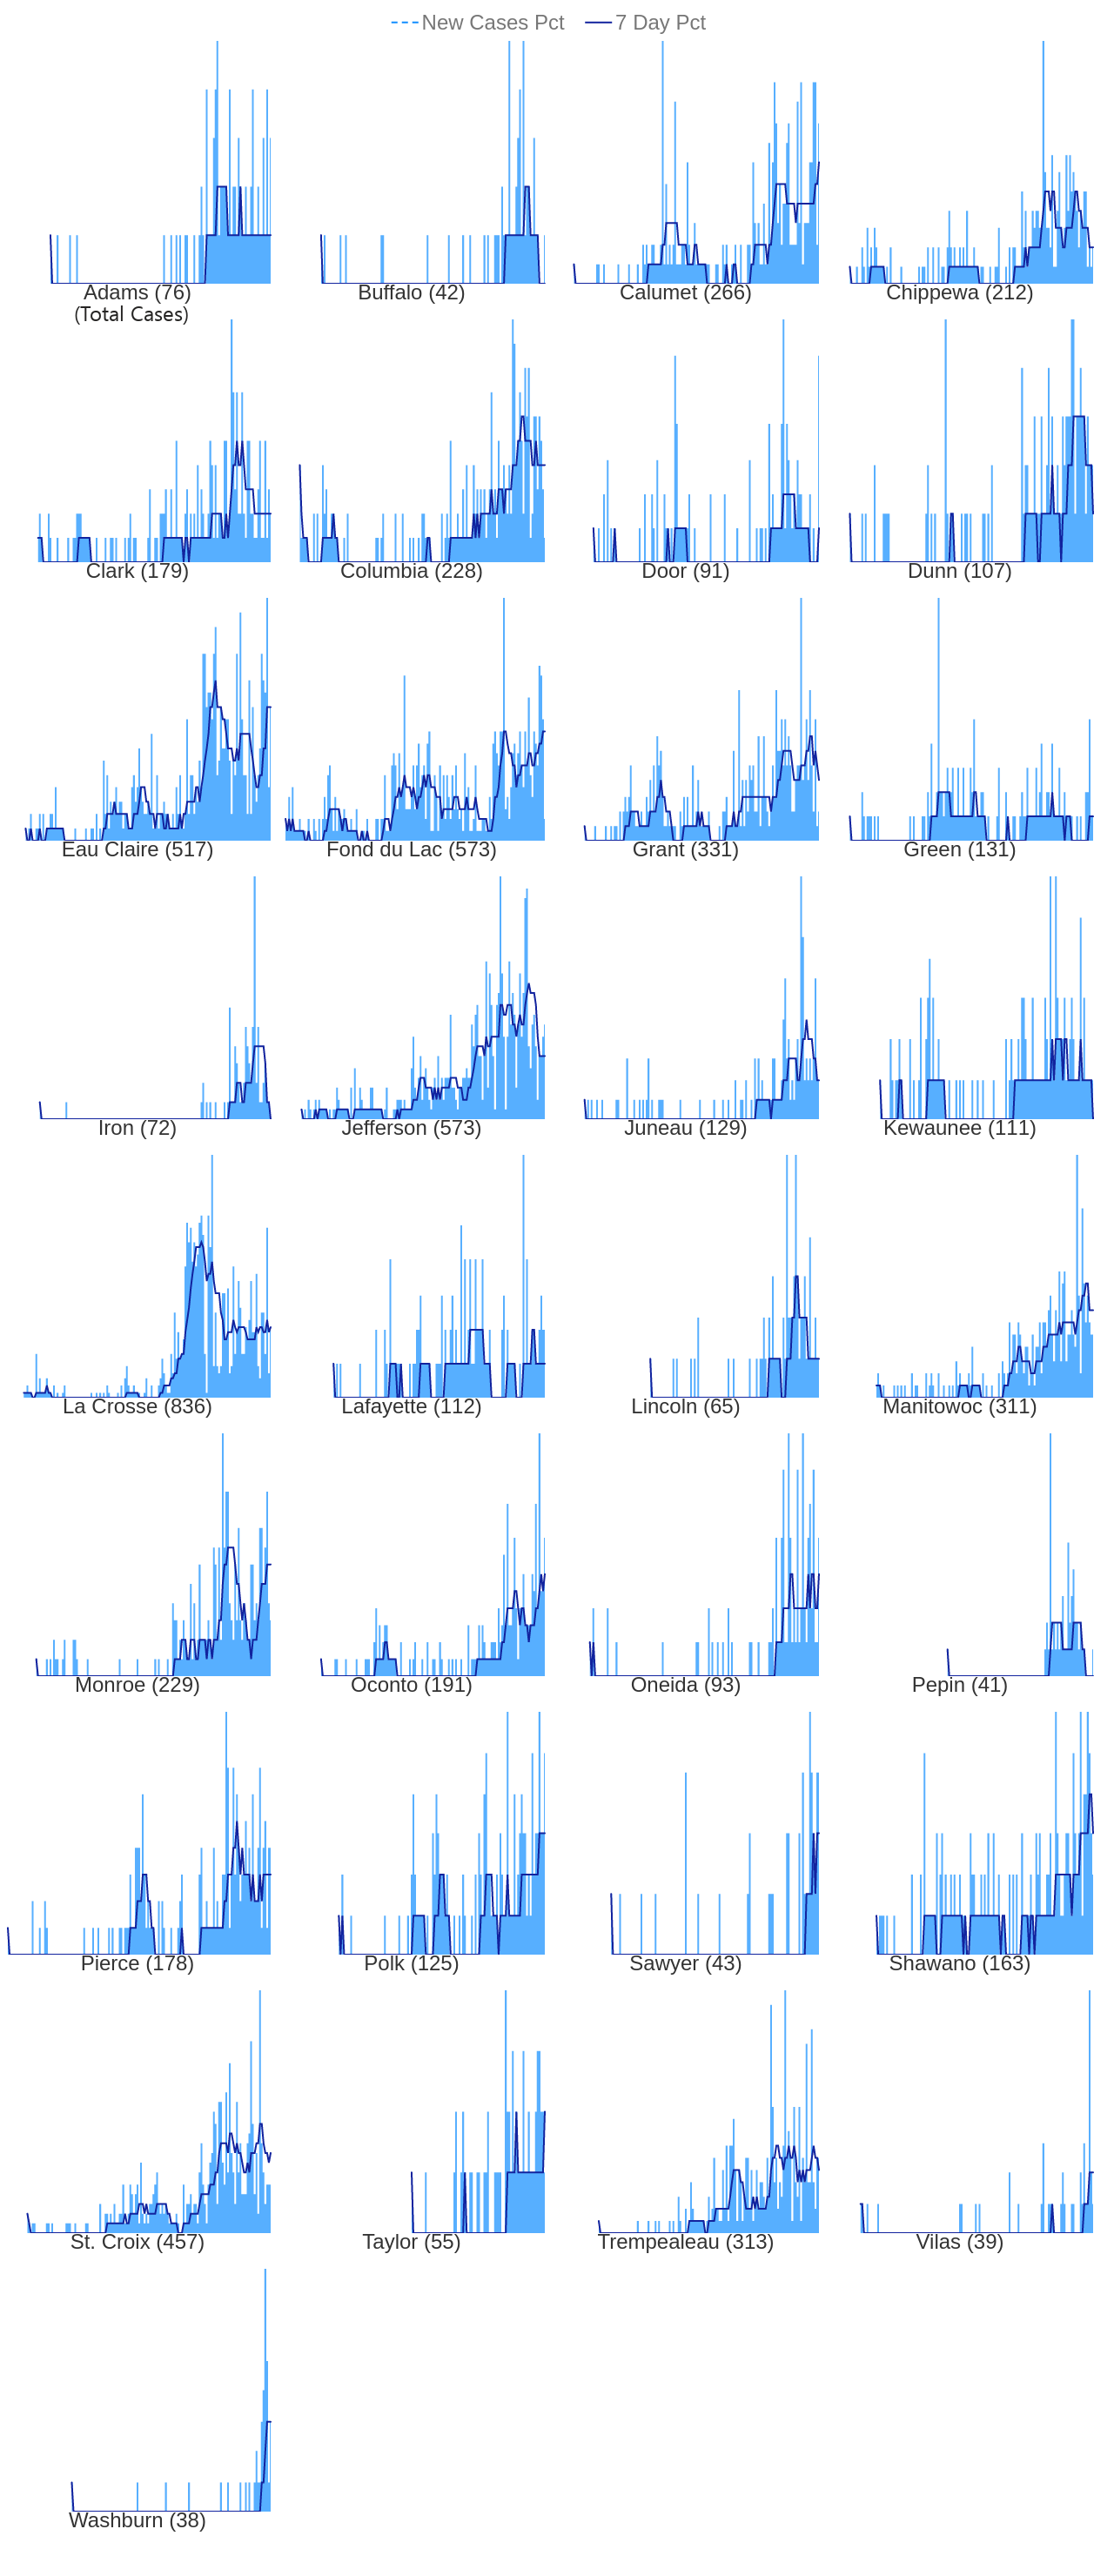 New Cases Pct 7 Day Pct
Adams (76) Buffalo (42) Calumet (266) Chippewa (212)
(Total Cases)
Clark (179) Columbia (228) Door (91) Dunn (107)
Eau Claire (517) Fond du Lac (573) Grant (331) Green (131)
Iron (72) Jefferson (573) Juneau (129) Kewaunee (111)
La Crosse (836) Lafayette (112) Lincoln (65) Manitowoc (311)
Monroe (229) Oconto (191) Oneida (93) Pepin (41)
Pierce (178) Polk (125) Sawyer (43) Shawano (163)
St. Croix (457) Taylor (55) Trempealeau (313) Vilas (39)
Washburn (38)